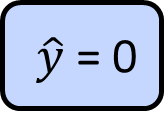 ŷ = 0